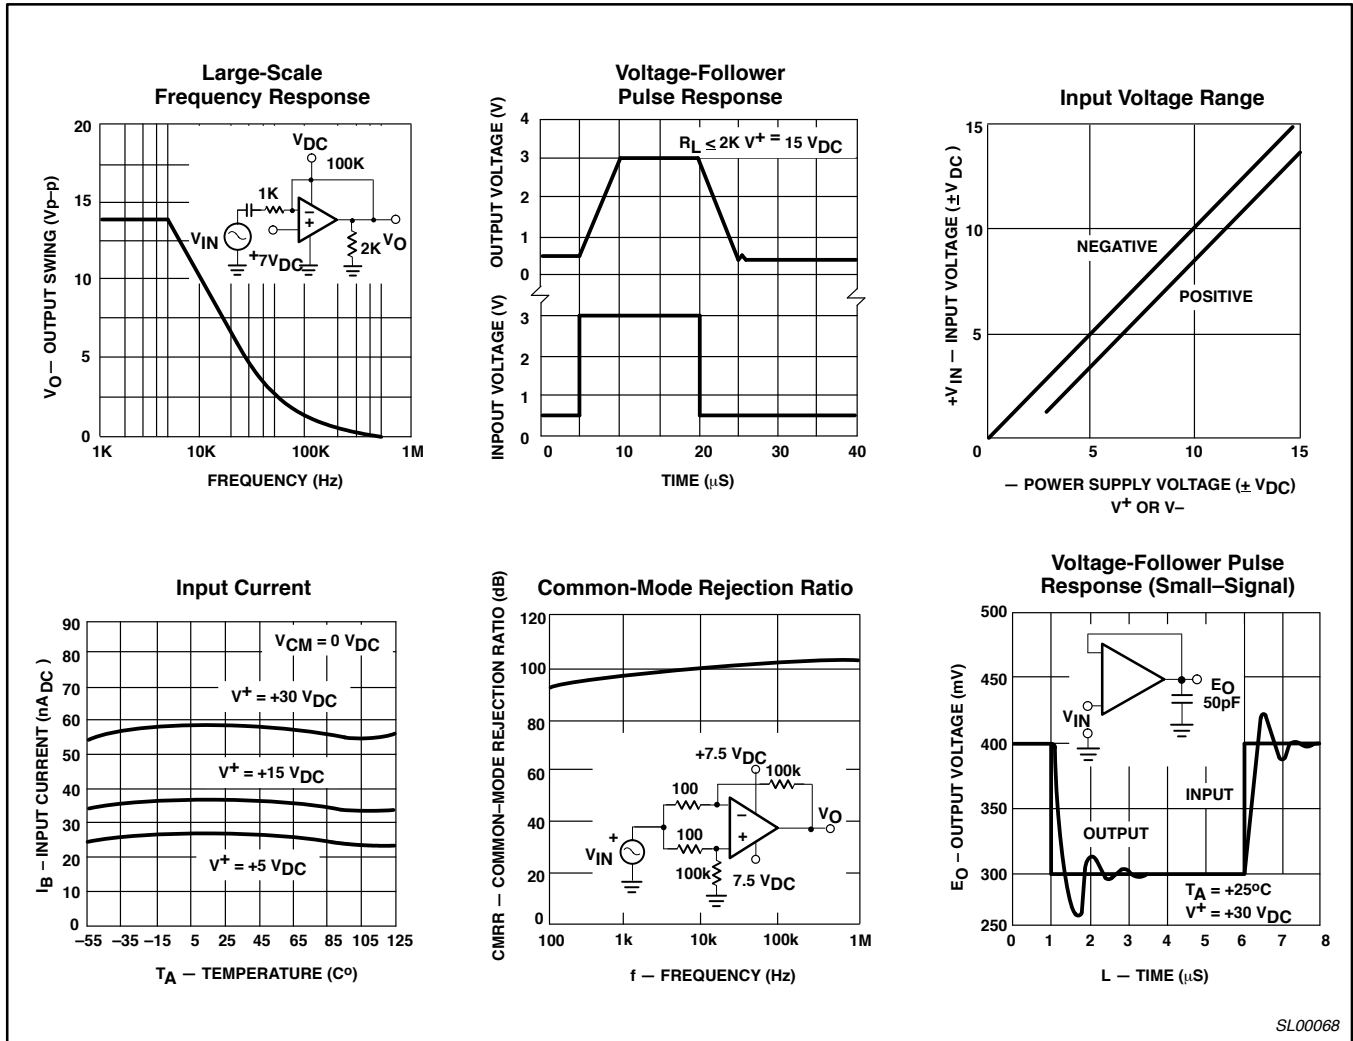 Large-Scale
Frequency Response
VO — OUTPUT SWING (Vp–p)
20
15
10
5
0
1K
10K
100K
1M
FREQUENCY (Hz)
VDC
100K
1K
VIN
+7VDC
2K
VO
–
+
Voltage-Follower
Pulse Response
OUTPUT VOLTAGE (V)
4
3
2
1
0
RL ≤ 2K V+ = 15 VDC
INPOUT VOLTAGE (V)
3
2
1
0
0
10
20
30
40
TIME (μS)
Input Voltage Range
+VIN — INPUT VOLTAGE (±V DC)
15
10
5
0
NEGATIVE
POSITIVE
5
10
15
— POWER SUPPLY VOLTAGE (± VDC)
V+ OR V–
Input Current
IB – INPUT CURRENT (nADC)
90
80
70
60
50
40
30
20
10
0
VCM = 0 VDC
V+ = +30 VDC
V+ = +15 VDC
V+ = +5 VDC
–55 –35 –15 5 25 45 65 85 105 125
TA — TEMPERATURE (Co)
Common-Mode Rejection Ratio
CMRR — COMMON–MODE REJECTION RATIO (dB)
120
100
80
60
40
20
0
+7.5 VDC
100k
100
VO
–
+
+
100
VIN
100k
7.5 VDC
100
1k
10k
100k
1M
f — FREQUENCY (Hz)
Voltage-Follower Pulse
Response (Small–Signal)
EO – OUTPUT VOLTAGE (mV)
500
450
400
350
300
250
EO
50pF
VIN
INPUT
OUTPUT
TA = +25oC
V+ = +30 VDC
0 1 2 3 4 5 6 7 8
L — TIME (μS)
SL00068